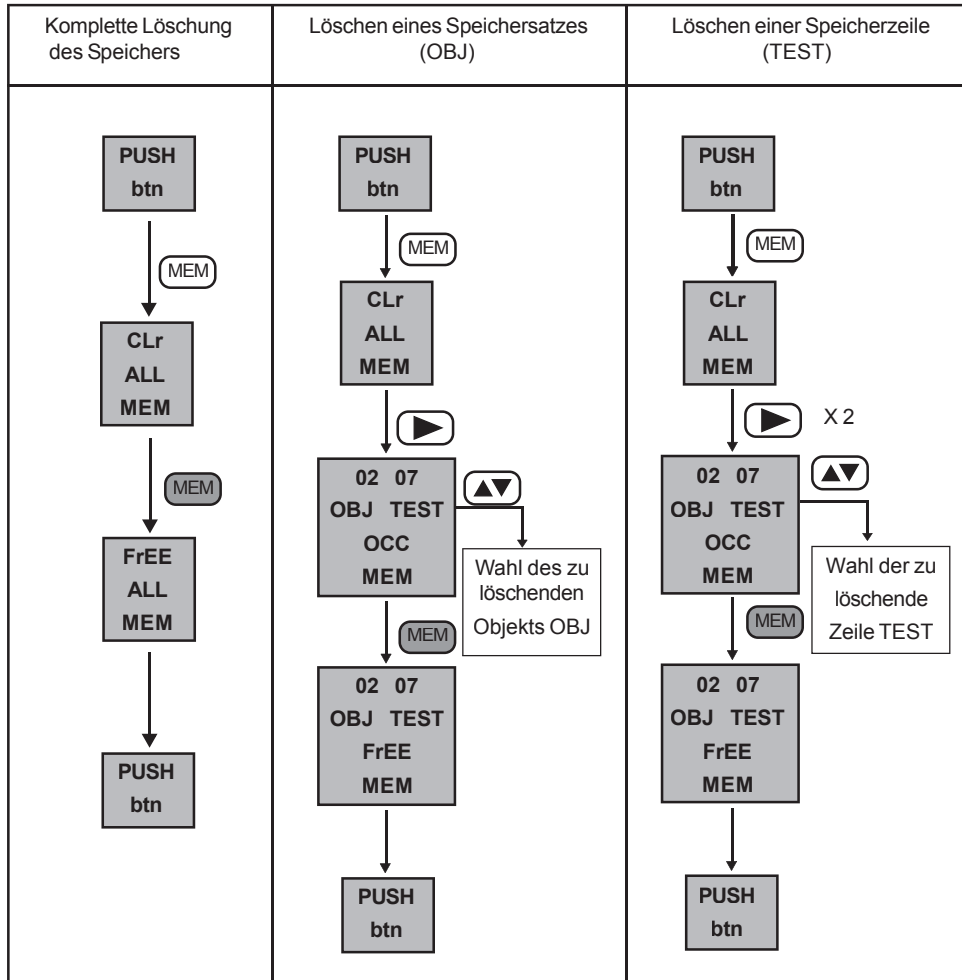 Komplette Löschung
des Speichers
PUSH
btn
MEM
CLr
ALL
MEM
MEM
FrEE
ALL
MEM
PUSH
btn
Löschen eines Speichersatzes
(OBJ)
PUSH
btn
MEM
CLr
ALL
MEM
02 07
OBJ TEST
OCC
MEM
Wahl des zu
löschenden
Objekts OBJ
MEM
02 07
OBJ TEST
FrEE
MEM
PUSH
btn
Löschen einer Speicherzeile
(TEST)
PUSH
btn
MEM
CLr
ALL
MEM
X 2
02 07
OBJ TEST
OCC
MEM
Wahl der zu
löschende
Zeile TEST
MEM
02 07
OBJ TEST
FrEE
MEM
PUSH
btn